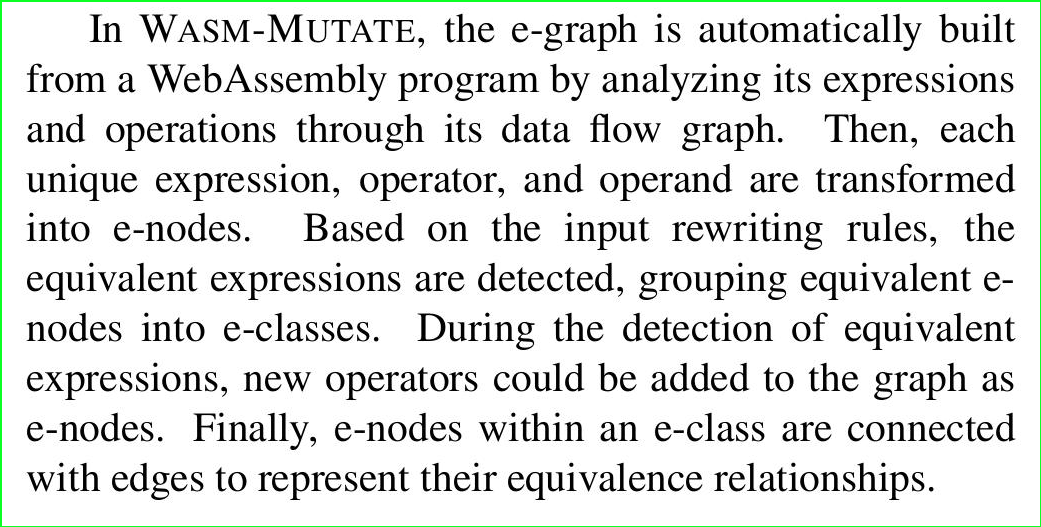 In WASM-MUTATE, the e-graph is automatically built
from a WebAssembly program by analyzing its expressions
and operations through its data flow graph. Then, each
unique expression, operator, and operand are transformed
into e-nodes. Based on the input rewriting rules, the
equivalent expressions are detected, grouping equivalent e-
nodes into e-classes. During the detection of equivalent
expressions, new operators could be added to the graph as
e-nodes. Finally, e-nodes within an e-class are connected
with edges to represent their equivalence relationships.